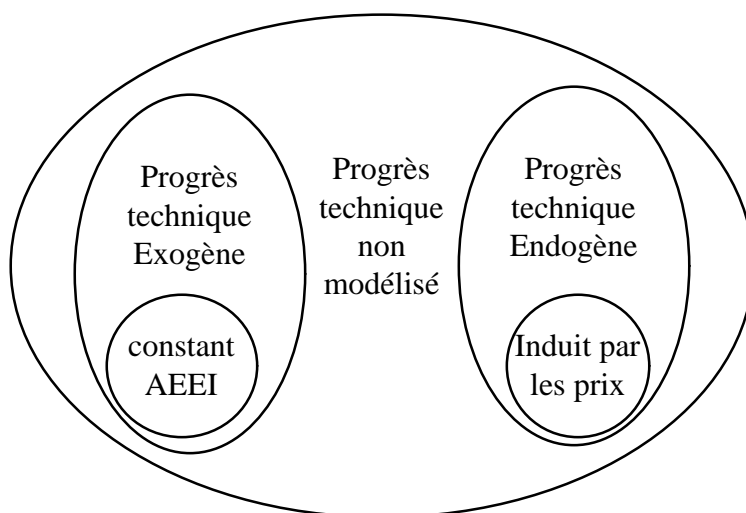 Progrès
technique
Exogène
constant
AEEI
Progrès
technique
non
modélisé
Progrès
technique
Endogène
Induit par
les prix